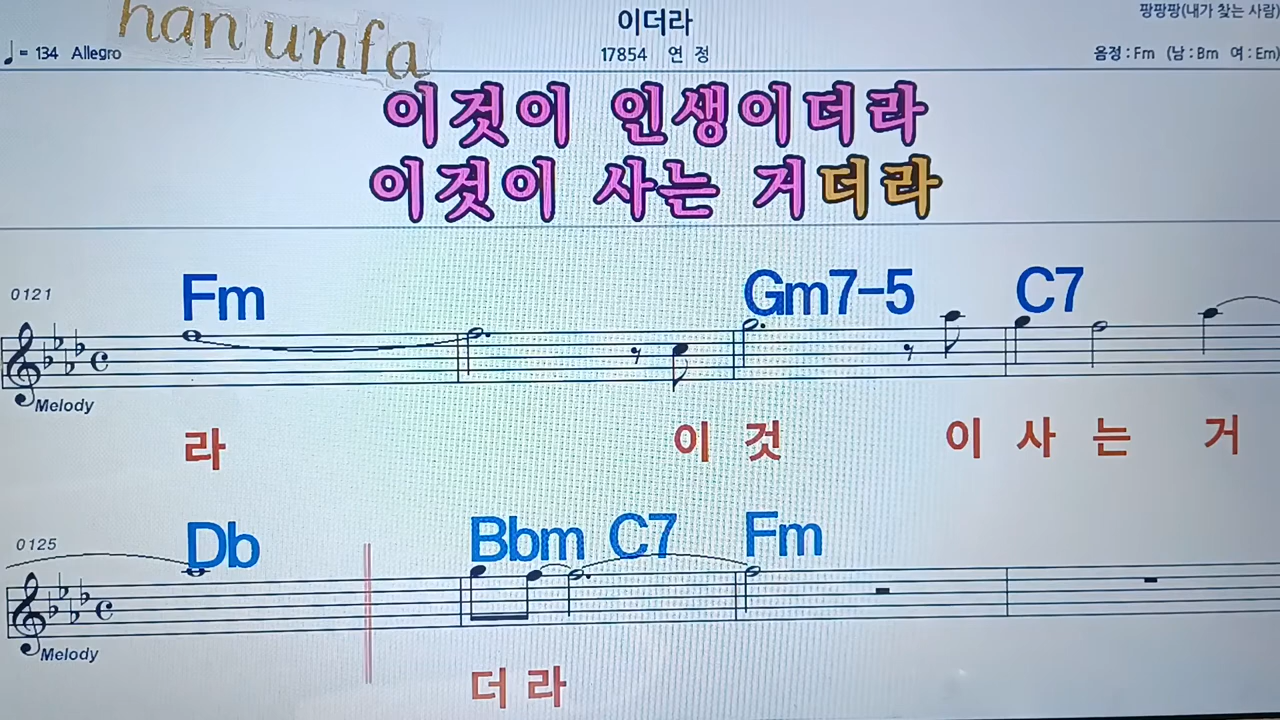 han unfa
이더라
팡팡팡(내가 찾는 사람)
♩= 134 Allegro
17854 연 정
음정 : Fm (남 : Bm 여 : Em)
이것이 인생이더라
이것이 사는 거더라
0121
Fm Gm7-5 C7
Melody
라 이 것 이 사 는 거
0125
Db Bbm C7 Fm
Melody
더 라